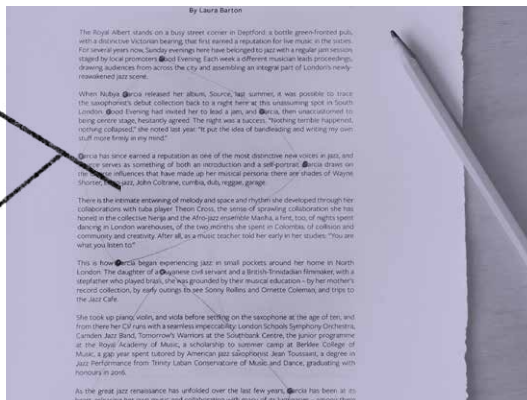 By Laura Barton
The Royal Albert stands on a busy street corner in Deptford: a bottle green-fronted pub,
with a distinctive Victorian bearing, that first earned a reputation for live music in the sixties.
For several years now, Sunday evenings here have belonged to jazz with a regular jam session,
staged by local promoters Good Evening. Each week a different musician leads proceedings,
drawing audiences from across the city and assembling an integral part of London's newly-
reawakened jazz scene.
When Nubya Garcia released her album, Source, last summer, it was possible to trace
the saxophonist's debut collection back to a night here at this unassuming spot in South
London. Good Evening had invited her to lead a jam, and Garcia, then unaccustomed to
being centre stage, hesitantly agreed. The night was a success. "Nothing terrible happened,
nothing collapsed," she noted last year. "It put the idea of bandleading and writing my own
stuff more firmly in my mind."
Garcia has since earned a reputation as one of the most distinctive new voices in jazz, and
serves as something of both an introduction and a self-portrait. Garcia draws on
the influences that have made up her musical persona: there are shades of Wayne
Shorter, jazz, John Coltrane, cumbia, dub, reggae, garage.
There is the intimate entwining of melody and space and rhythm she developed through her
collaborations with tuba player Theon Cross, the sense of sprawling collaboration she has
honed in the collective Nerija and the Afro-jazz ensemble Maisha, a hint, too, of nights spent
dancing in London warehouses, of the two months she spent in Colombia, of collision and
community and creativity. After all, as a music teacher told her early in her studies: "You are
what you listen to."
This is how Garcia began experiencing jazz: in small pockets around her home in North
London. The daughter of a Guyanese civil servant and a British-Trinidadian filmmaker, with a
stepfather who played brass, she was grounded by their musical education – by her mother's
record collection, by early outings to see Sonny Rollins and Ornette Coleman, and trips to
the Jazz Cafe.
She took up piano, violin, and viola before settling on the saxophone at the age of ten, and
from there her CV runs with a seamless impeccability: London Schools Symphony Orchestra,
Camden Jazz Band, Tomorrow's Warriors at the Southbank Centre, the junior programme
at the Royal Academy of Music, a scholarship to summer camp at Berklee College of
Music, a gap year spent tutored by American jazz saxophonist Jean Toussaint, a degree in
Jazz Performance from Trinity Laban Conservatoire of Music and Dance, graduating with
honours in 2016.
As the great jazz renaissance has unfolded over the last few years, Garcia has been at its